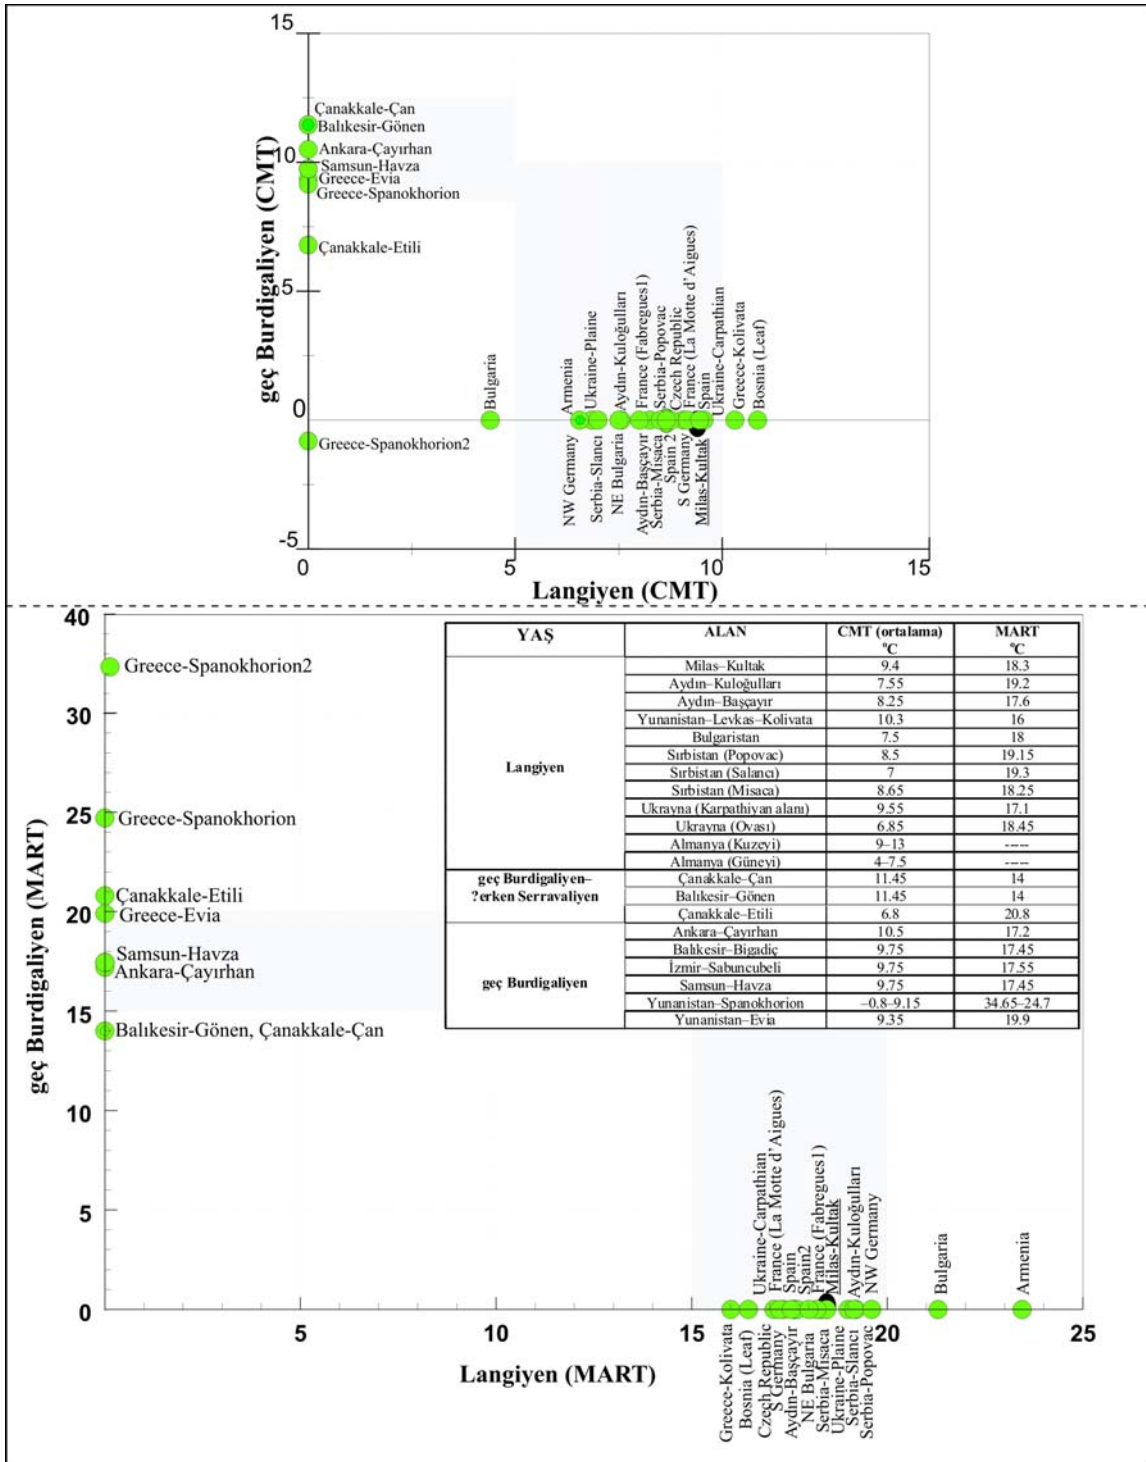 15
Çanakkale-Çan
Balıkesir-Gönen
Ankara-Çayırhan
10
Samsun-Havza
Greece-Evia
Greece-Spanokhorion
Çanakkale-Etili
5
geç Burdigaliyen (CMT)
Bulgaria
Armenia
Ukraine-Plaine
Aydın-Kuloğulları
France (Fabregues1)
Serbia-Popovac
Czech Republic
France (La Motte d'Aigues)
Spain
Ukraine-Carpathian
Greece-Kolivata
Bosnia (Leaf)
0
Greece-Spanokhorion2
NW Germany
Serbia-Slancı
NE Bulgaria
Aydın-Başçayır
Serbia-Misaca
Spain 2
S Germany
Milas-Kultak
-5
0 5 10 15
Langiyen (CMT)
40
Greece-Spanokhorion2
30
Greece-Spanokhorion
25
Çanakkale-Etili
20
Greece-Evia
Samsun-Havza
Ankara-Çayırhan
15
Balıkesir-Gönen, Çanakkale-Çan
10
5
0
geç Burdigaliyen (MART)
YAŞ ALAN CMT (ortalama) °C MART °C
Langiyen
Milas–Kultak 9.4 18.3
Aydın–Kuloğulları 7.55 19.2
Aydın–Başçayır 8.25 17.6
Yunanistan–Levkas–Kolivata 10.3 16
Bulgaristan 7.5 18
Sırbistan (Popovac) 8.5 19.15
Sırbistan (Salancı) 7 19.3
Sırbistan (Misaca) 8.65 18.25
Ukrayna (Karpathiyan alanı) 9.55 17.1
Ukrayna (Ovası) 6.85 18.45
Almanya (Kuzeyi) 9–13 -----
Almanya (Güneyi) 4–7.5 -----
geç Burdigaliyen–
?erken Serravaliyen
Çanakkale–Çan 11.45 14
Balıkesir–Gönen 11.45 14
Çanakkale–Etili 6.8 20.8
geç Burdigaliyen
Ankara–Çayırhan 10.5 17.2
Balıkesir–Bigadiç 9.75 17.45
İzmir–Sabuncubeli 9.75 17.55
Samsun–Havza 9.75 17.45
Yunanistan–Spanokhorion –0.8–9.15 34.65–24.7
Yunanistan–Evia 9.35 19.9
Ukraine-Carpathian
France (La Motte d'Aigues)
Spain
Spain2
France (Fabregues1)
Milas-Kultak
Aydın-Kuloğulları
NW Germany
Bulgaria
Armenia
5 10 15 20 25
Greece-Kolivata
Bosnia (Leaf)
Czech Republic
S Germany
Aydın-Başçayır
NE Bulgaria
Serbia-Misaca
Ukraine-Plaine
Serbia-Slancı
Serbia-Popovac
Langiyen (MART)